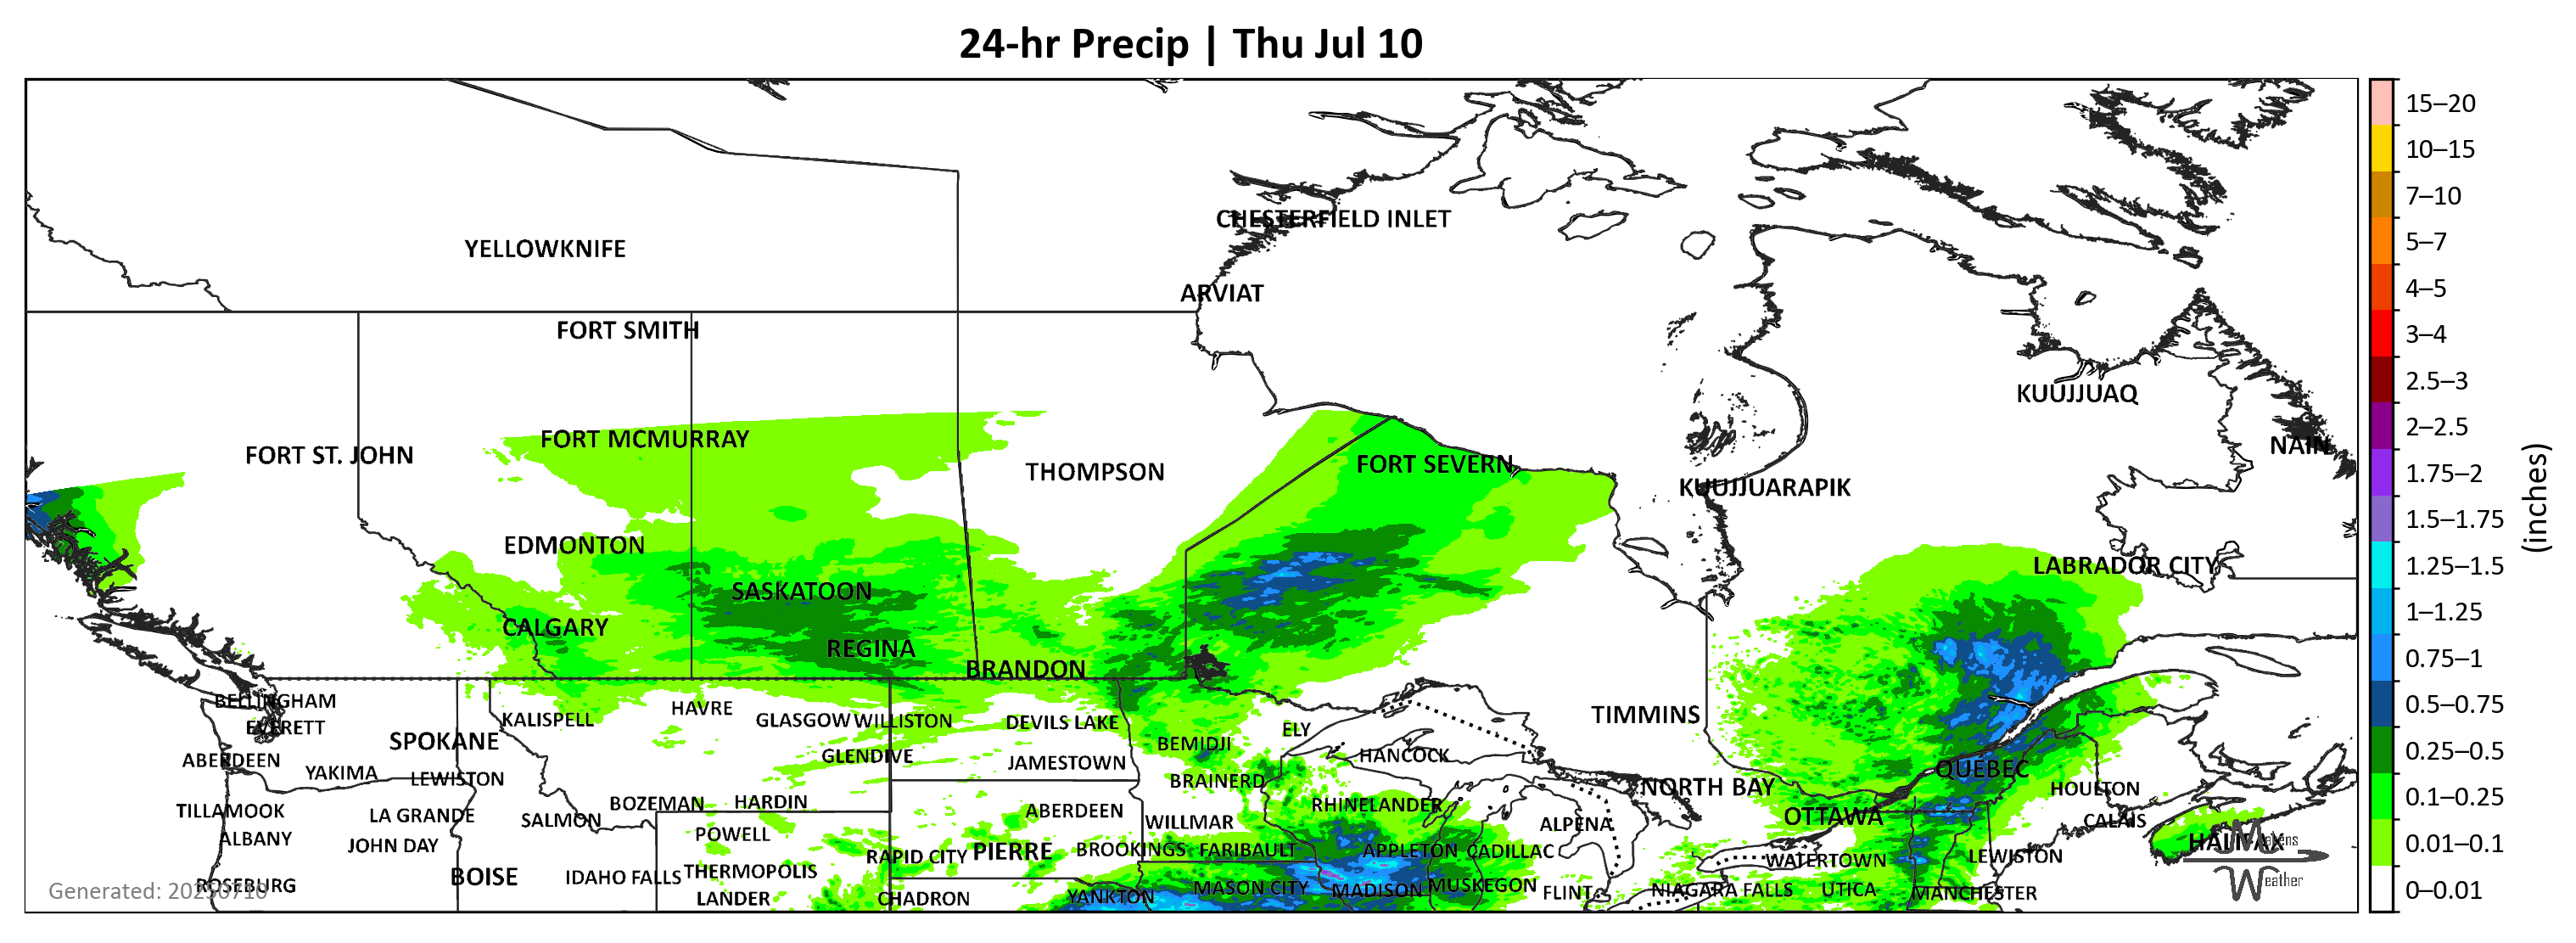 24-hr Precip | Thu Jul 10
CHESTERFIELD INLET
YELLOWKNIFE
ARVIAT
FORT SMITH
KUUJJUAQ
FORT MCMURRAY
NAIN
FORT ST. JOHN
THOMPSON
FORT SEVERN
KUUJJUARAPIK
EDMONTON
LABRADOR CITY
SASKATOON
CALGARY
REGINA
BRANDON
BELLINGHAM
HAVRE
KALISPELL
GLASGOW
WILLISTON
DEVILS LAKE
TIMMINS
EVERETT
ELY
SPOKANE
BEMIDJI
ABERDEEN
GLENDIVE
JAMESTOWN
HANCOCK
QUEBEC
YAKIMA
LEWISTON
BRAINERD
NORTH BAY
HOULTON
BOZEMAN
HARDIN
RHINELANDER
TILLAMOOK
LA GRANDE
SALMON
ABERDEEN
WILLMAR
ALPENA
OTTAWA
CALAIS
ALBANY
JOHN DAY
POWELL
HALIFAX
RAPID CITY
PIERRE
BROOKINGS
FARIBAULT
APPLETON
CADILLAC
WATERTOWN
LEWISTON
BOISE
IDAHO FALLS
THERMOPOLIS
ROSEBURG
MASON CITY
MADISON
MUSKEGON
FLINT
NIAGARA FALLS
UTICA
MANCHESTER
LANDER
CHADRON
YANKTON
Weather
15–20
10–15
7–10
5–7
4–5
3–4
2.5–3
2–2.5
1.75–2
1.5–1.75
1.25–1.5
1–1.25
0.75–1
0.5–0.75
0.25–0.5
0.1–0.25
0.01–0.1
0–0.01
(inches)